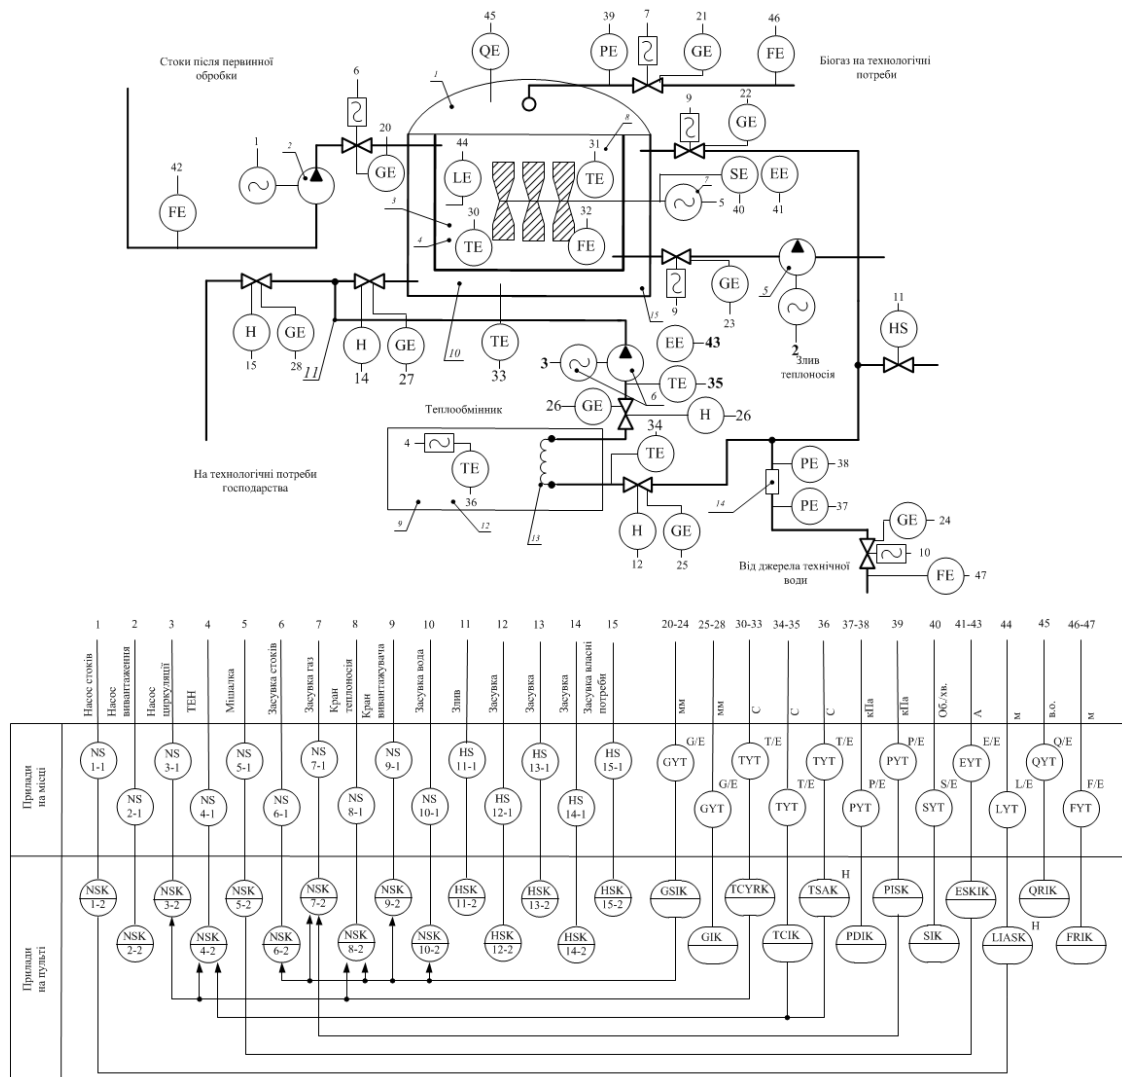 45
39
7
21
46
QE
PE
GE
FE
Стоки після первинної
обробки
Біогаз на технологічні
потреби
6
1
22
9
GE
20
8
1
2
44
31
GE
LE
TE
SE
EE
7
42
5
40
41
FE
3
30
32
4
TE
FE
GE
5
9
23
11
HS
10
15
H
GE
H
GE
TE
EE
43
2
Злив
теплоносія
15
28
14
27
33
11
3
6
TE
35
Теплообмінник
26
GE
H
26
34
4
TE
TE
36
PE
38
На технологічні потреби
господарства
14
PE
37
9
12
13
H
GE
GE
24
12
25
10
Від джерела технічної
води
FE
47
1
2
3
4
5
6
7
8
9
10
11
12
13
14
15
20-24
25-28
30-33
34-35
36
37-38
39
40
41-43
44
45
46-47
Насос стоків
Насос
вивантаження
Насос
циркуляції
ТЕН
Мішалка
Засувка стоків
Засувка газ
Кран
теплоносія
Кран
вивантажувача
Засувка вода
Злив
Засувка
Засувка
Засувка
Засувка власні
потреби
мм
мм
С
С
С
кПа
кПа
Об./хв.
А
м
в.о.
м
Прилади
на місці
NS
1-1
NS
3-1
NS
5-1
NS
7-1
NS
9-1
HS
11-1
HS
13-1
HS
15-1
GYT
G/E
TYT
T/E
TYT
T/E
PYT
P/E
EYT
E/E
QYT
Q/E
NS
2-1
NS
4-1
NS
6-1
NS
8-1
NS
10-1
HS
12-1
HS
14-1
GYT
G/E
TYT
T/E
PYT
P/E
SYT
S/E
LYT
L/E
FYT
F/E
Прилади
на пульті
NSK
1-2
NSK
3-2
NSK
5-2
NSK
7-2
NSK
9-2
HSK
11-2
HSK
13-2
HSK
15-2
GSIK
TCYRK
TSAK
H
PISK
ESKIK
QRIK
NSK
2-2
NSK
4-2
NSK
6-2
NSK
8-2
NSK
10-2
HSK
12-2
HSK
14-2
GIK
TCIK
PDIK
SIK
LIASK
H
FRIK